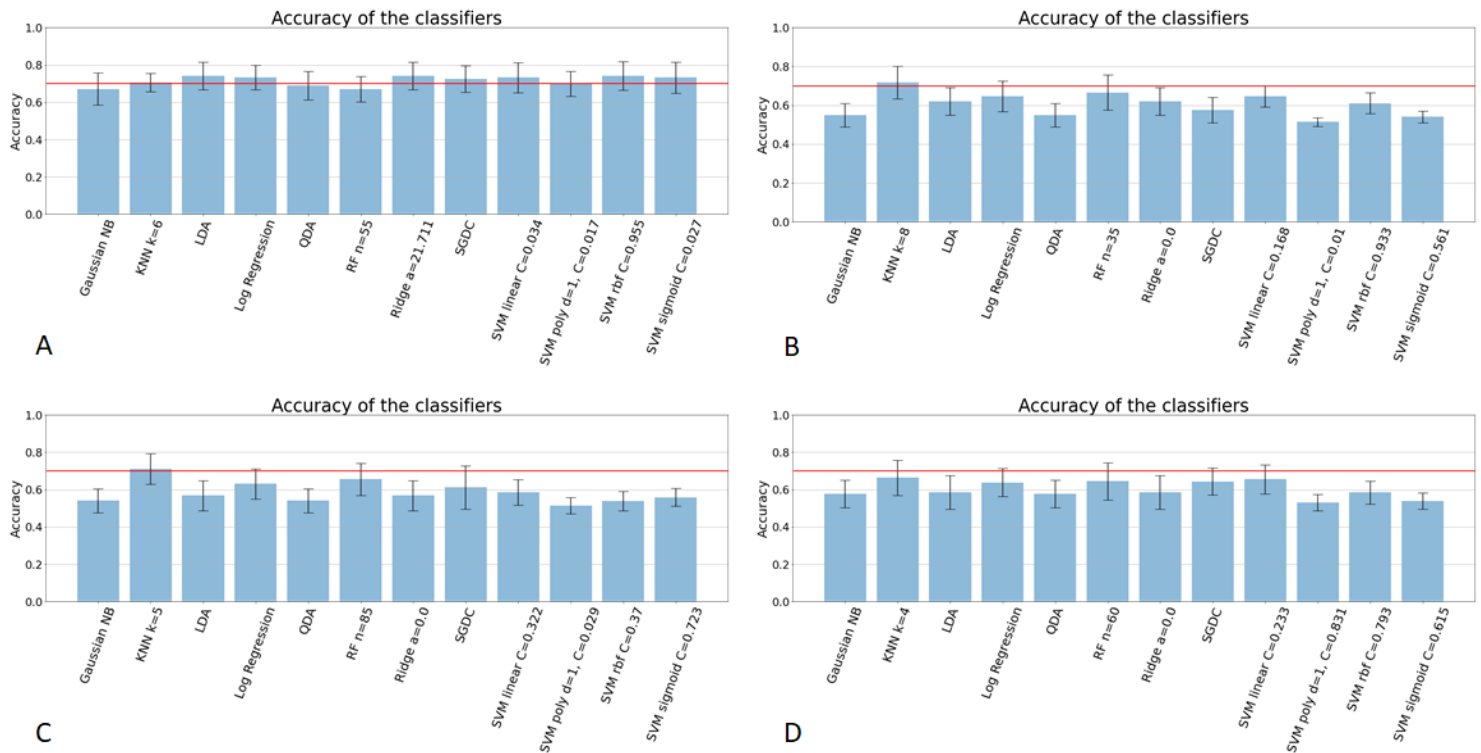 Accuracy of the classifiers
Accuracy
1.0
0.8
0.6
0.4
0.2
0.0
Gaussian NB
KNN k=6
LDA
Log Regression
QDA
RF n=55
Ridge a=21.711
SGDC
SVM linear C=0.034
SVM poly d=1, C=0.017
SVM rbf C=0.955
SVM sigmoid C=0.027
A
Accuracy of the classifiers
Accuracy
1.0
0.8
0.6
0.4
0.2
0.0
Gaussian NB
KNN k=8
LDA
Log Regression
QDA
RF n=35
Ridge a=0.0
SGDC
SVM linear C=0.168
SVM poly d=1, C=0.01
SVM rbf C=0.933
SVM sigmoid C=0.561
B
Accuracy of the classifiers
Accuracy
1.0
0.8
0.6
0.4
0.2
0.0
Gaussian NB
KNN k=5
LDA
Log Regression
QDA
RF n=85
Ridge a=0.0
SGDC
SVM linear C=0.322
SVM poly d=1, C=0.029
SVM rbf C=0.37
SVM sigmoid C=0.723
C
Accuracy of the classifiers
Accuracy
1.0
0.8
0.6
0.4
0.2
0.0
Gaussian NB
KNN k=4
LDA
Log Regression
QDA
RF n=60
Ridge a=0.0
SGDC
SVM linear C=0.233
SVM poly d=1, C=0.831
SVM rbf C=0.793
SVM sigmoid C=0.615
D